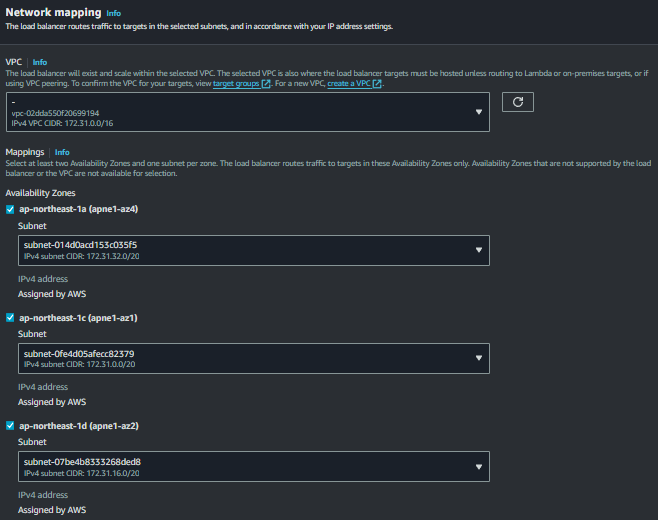 Network mapping Info
The load balancer routes traffic to targets in the selected subnets, and in accordance with your IP address settings.
VPC Info
The load balancer will exist and scale within the selected VPC. The selected VPC is also where the load balancer targets must be hosted unless routing to Lambda or on-premises targets, or if
using VPC peering. To confirm the VPC for your targets, view target groups. For a new VPC, create a VPC.
-
vpc-02dda550f20699194
IPv4 VPC CIDR: 172.31.0.0/16
Mappings Info
Select at least two Availability Zones and one subnet per zone. The load balancer routes traffic to targets in these Availability Zones only. Availability Zones that are not supported by the load
balancer or the VPC are not available for selection.
Availability Zones
ap-northeast-1a (apne1-az4)
Subnet
subnet-014d0acd153c035f5
IPv4 subnet CIDR: 172.31.32.0/20
IPv4 address
Assigned by AWS
ap-northeast-1c (apne1-az1)
Subnet
subnet-0fe4d05afecc82379
IPv4 subnet CIDR: 172.31.0.0/20
IPv4 address
Assigned by AWS
ap-northeast-1d (apne1-az2)
Subnet
subnet-07be4b8333268ded8
IPv4 subnet CIDR: 172.31.16.0/20
IPv4 address
Assigned by AWS